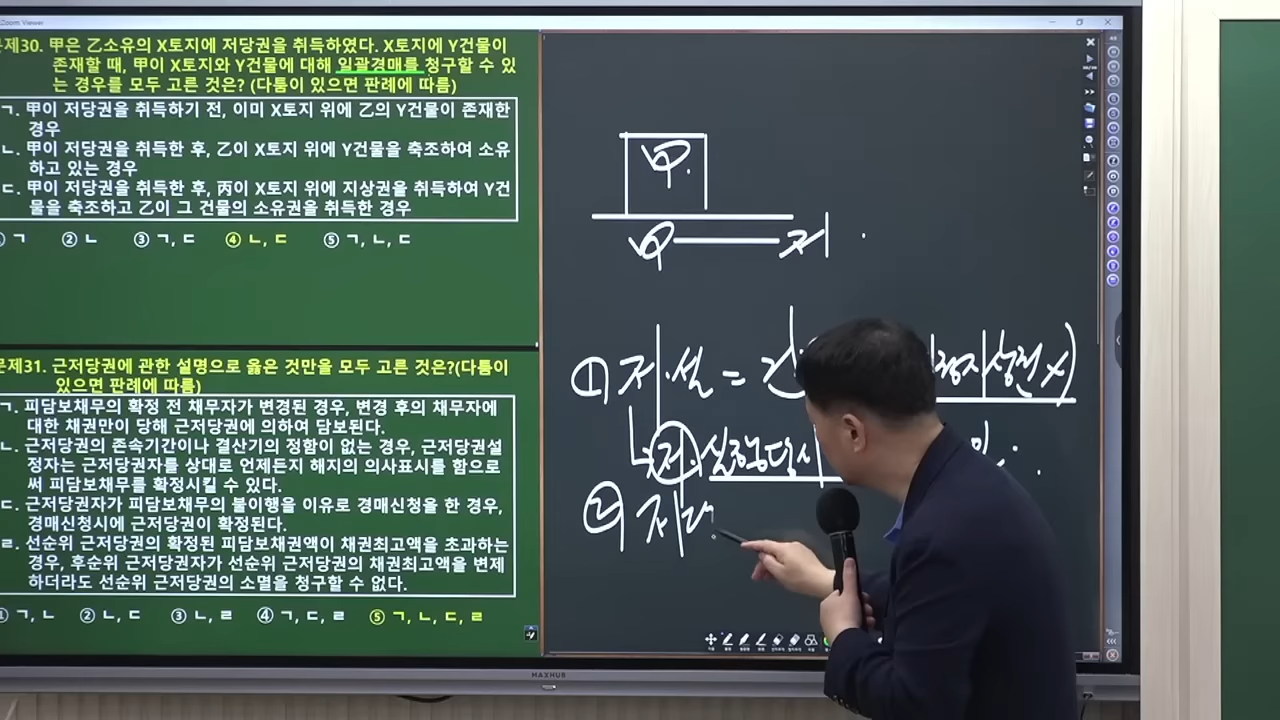 Zoom Viewer
문제30. 甲은 乙소유의 X토지에 저당권을 취득하였다. X토지에 Y건물이
존재할 때, 甲이 X토지와 Y건물에 대해 일괄경매를 청구할 수 있
는 경우를 모두 고른 것은? (다툼이 있으면 판례에 따름)
ㄱ. 甲이 저당권을 취득하기 전, 이미 X토지 위에 乙의 Y건물이 존재한
경우
ㄴ. 甲이 저당권을 취득한 후, 乙이 X토지 위에 Y건물을 축조하여 소유
하고 있는 경우
ㄷ. 甲이 저당권을 취득한 후, 丙이 X토지 위에 지상권을 취득하여 Y건
물을 축조하고 乙이 그 건물의 소유권을 취득한 경우
① ㄱ ② ㄴ ③ ㄱ, ㄷ ④ ㄴ, ㄷ ⑤ ㄱ, ㄴ, ㄷ
문제31. 근저당권에 관한 설명으로 옳은 것만을 모두 고른 것은?(다툼이
있으면 판례에 따름)
ㄱ. 피담보채무의 확정 전 채무자가 변경된 경우, 변경 후의 채무자에
대한 채권만이 당해 근저당권에 의하여 담보된다.
ㄴ. 근저당권의 존속기간이나 결산기의 정함이 없는 경우, 근저당권설
정자는 근저당권자를 상대로 언제든지 해지의 의사표시를 함으로
써 피담보채무를 확정시킬 수 있다.
ㄷ. 근저당권자가 피담보채무의 불이행을 이유로 경매신청을 한 경우,
경매신청시에 근저당권이 확정된다.
ㄹ. 선순위 근저당권의 확정된 피담보채권액이 채권최고액을 초과하는
경우, 후순위 근저당권자가 선순위 근저당권의 채권최고액을 변제
하더라도 선순위 근저당권의 소멸을 청구할 수 없다.
① ㄱ, ㄴ ② ㄴ, ㄷ ③ ㄴ, ㄹ ④ ㄱ, ㄷ, ㄹ ⑤ ㄱ, ㄴ, ㄷ, ㄹ
甲.
甲 저
① 저.설 =
정지상권x)
② 저다
MAXHUB